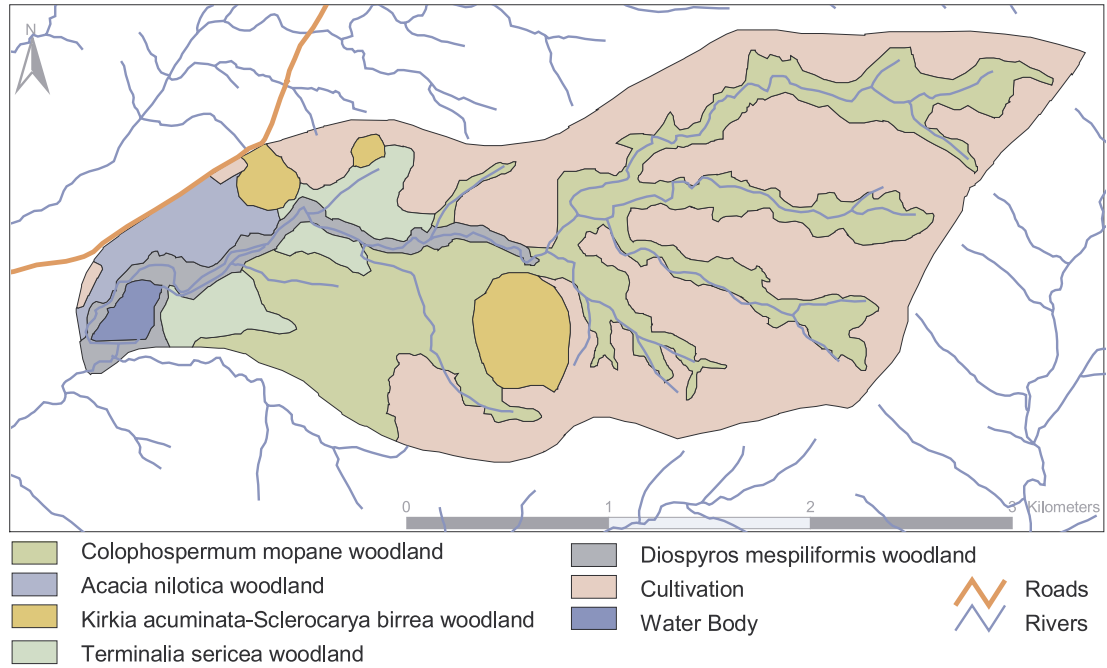 N
0 1 2 3 Kilometers
Colophospermum mopane woodland
Acacia nilotica woodland
Kirkia acuminata-Sclerocarya birrea woodland
Terminalia sericea woodland
Diospyros mespiliformis woodland
Cultivation
Water Body
Roads
Rivers